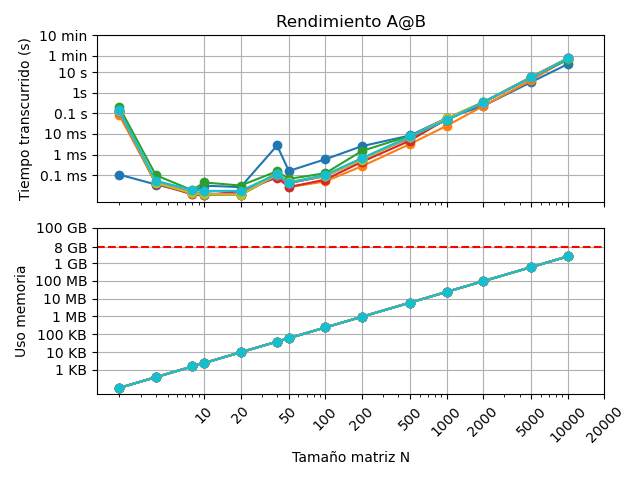 Rendimiento A@B
Tiempo transcurrido (s)
10 min
1 min
10 s
1s
0.1 s
10 ms
1 ms
0.1 ms
Uso memoria
100 GB
8 GB
1 GB
100 MB
10 MB
1 MB
100 KB
10 KB
1 KB
10
20
50
100
200
500
1000
2000
5000
10000
20000
Tamaño matriz N